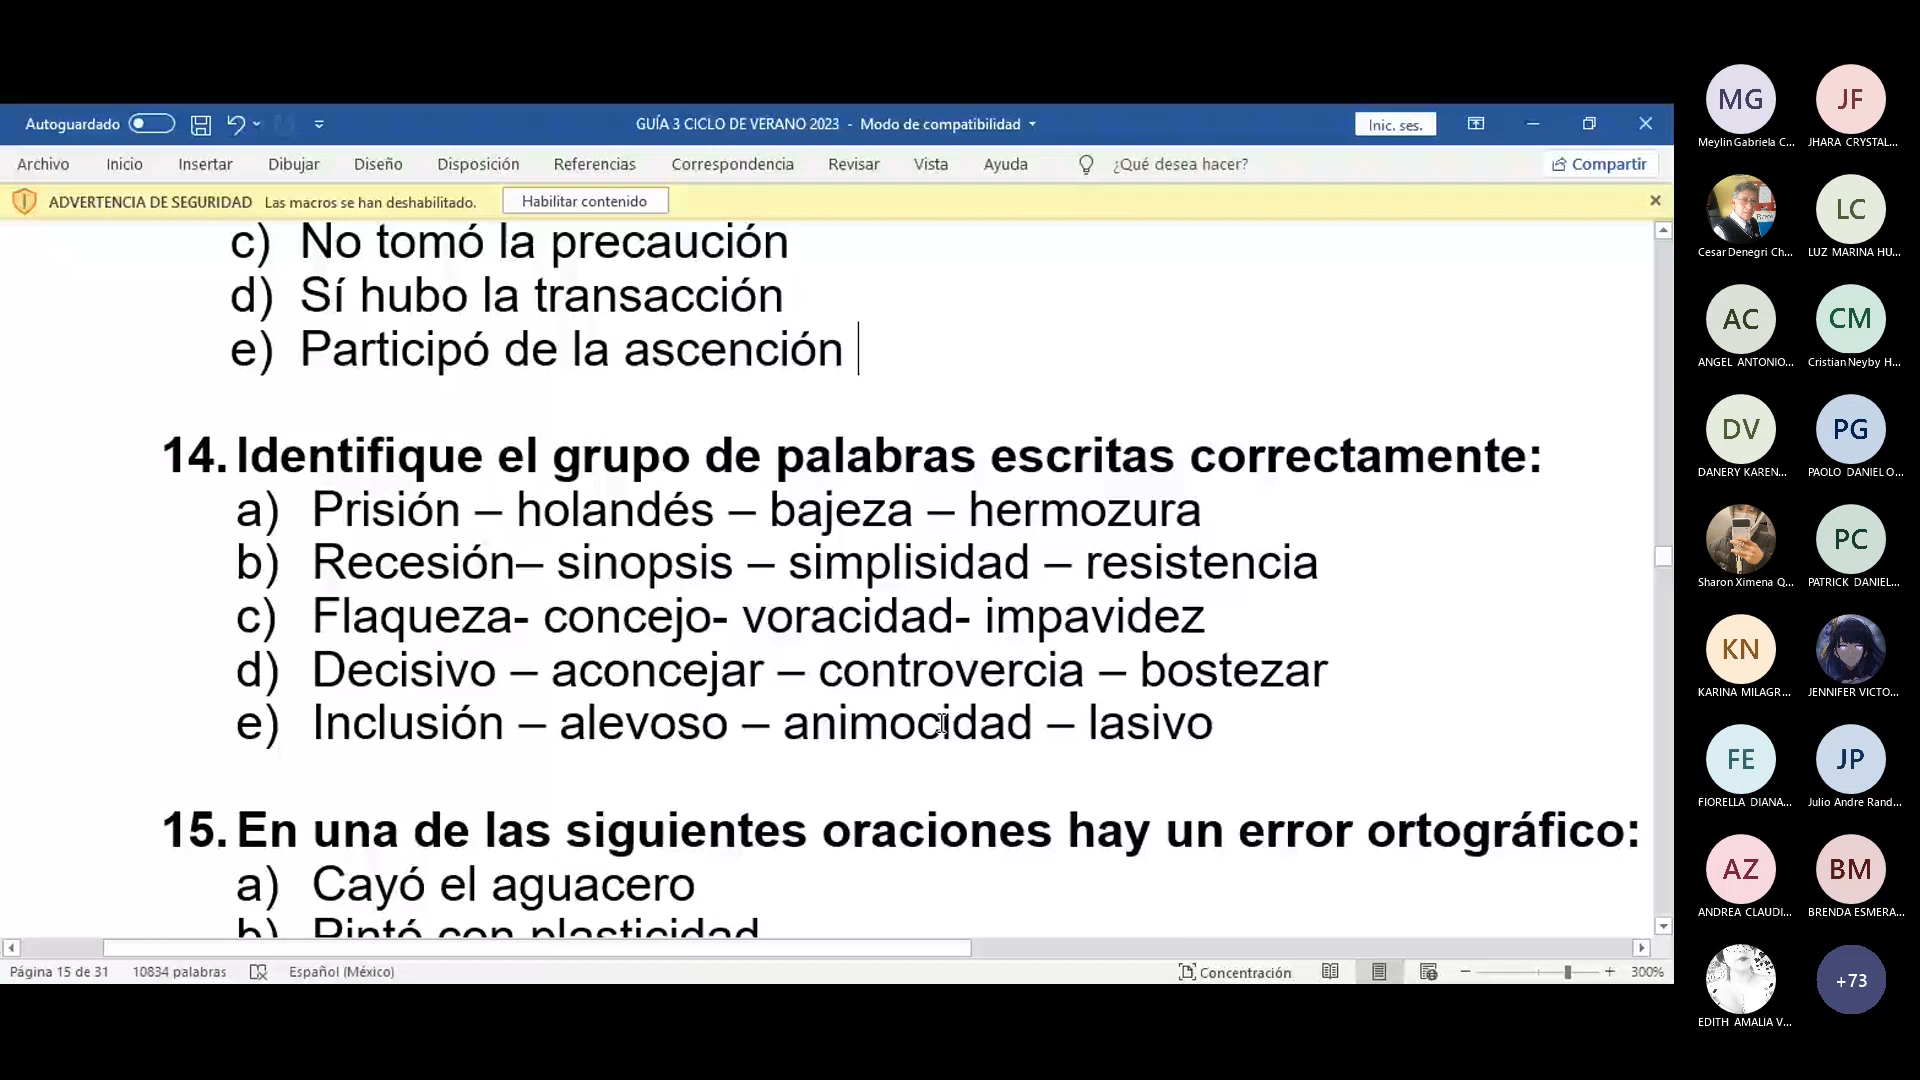 Autoguardado
GUÍA 3 CICLO DE VERANO 2023 - Modo de compatibilidad
Inic. ses.
Archivo Inicio Insertar Dibujar Diseño Disposición Referencias Correspondencia Revisar Vista Ayuda ¿Qué desea hacer? Compartir
ADVERTENCIA DE SEGURIDAD Las macros se han deshabilitado. Habilitar contenido
c) No tomó la precaución
d) Sí hubo la transacción
e) Participó de la ascención
14. Identifique el grupo de palabras escritas correctamente:
a) Prisión – holandés – bajeza – hermozura
b) Recesión– sinopsis – simplisidad – resistencia
c) Flaqueza- concejo- voracidad- impavidez
d) Decisivo – aconcejar – controvercia – bostezar
e) Inclusión – alevoso – animocidad – lasivo
15. En una de las siguientes oraciones hay un error ortográfico:
a) Cayó el aguacero
b) Pintó con plasticidad
Página 15 de 31 10834 palabras Español (México) Concentración 300%
MG JF
Meylin Gabriela C... JHARA CRYSTAL...
LC
Cesar Denegri Ch... LUZ MARINA HU...
AC CM
ANGEL ANTONIO... Cristian Neyby H...
DV PG
DANERY KAREN... PAOLO DANIEL O...
PC
Sharon Ximena Q... PATRICK DANIEL...
KN
KARINA MILAGR... JENNIFER VICTO...
FE JP
FIORELLA DIANA... Julio Andre Rand...
AZ BM
ANDREA CLAUDI... BRENDA ESMERA...
+73
EDITH AMALIA V...